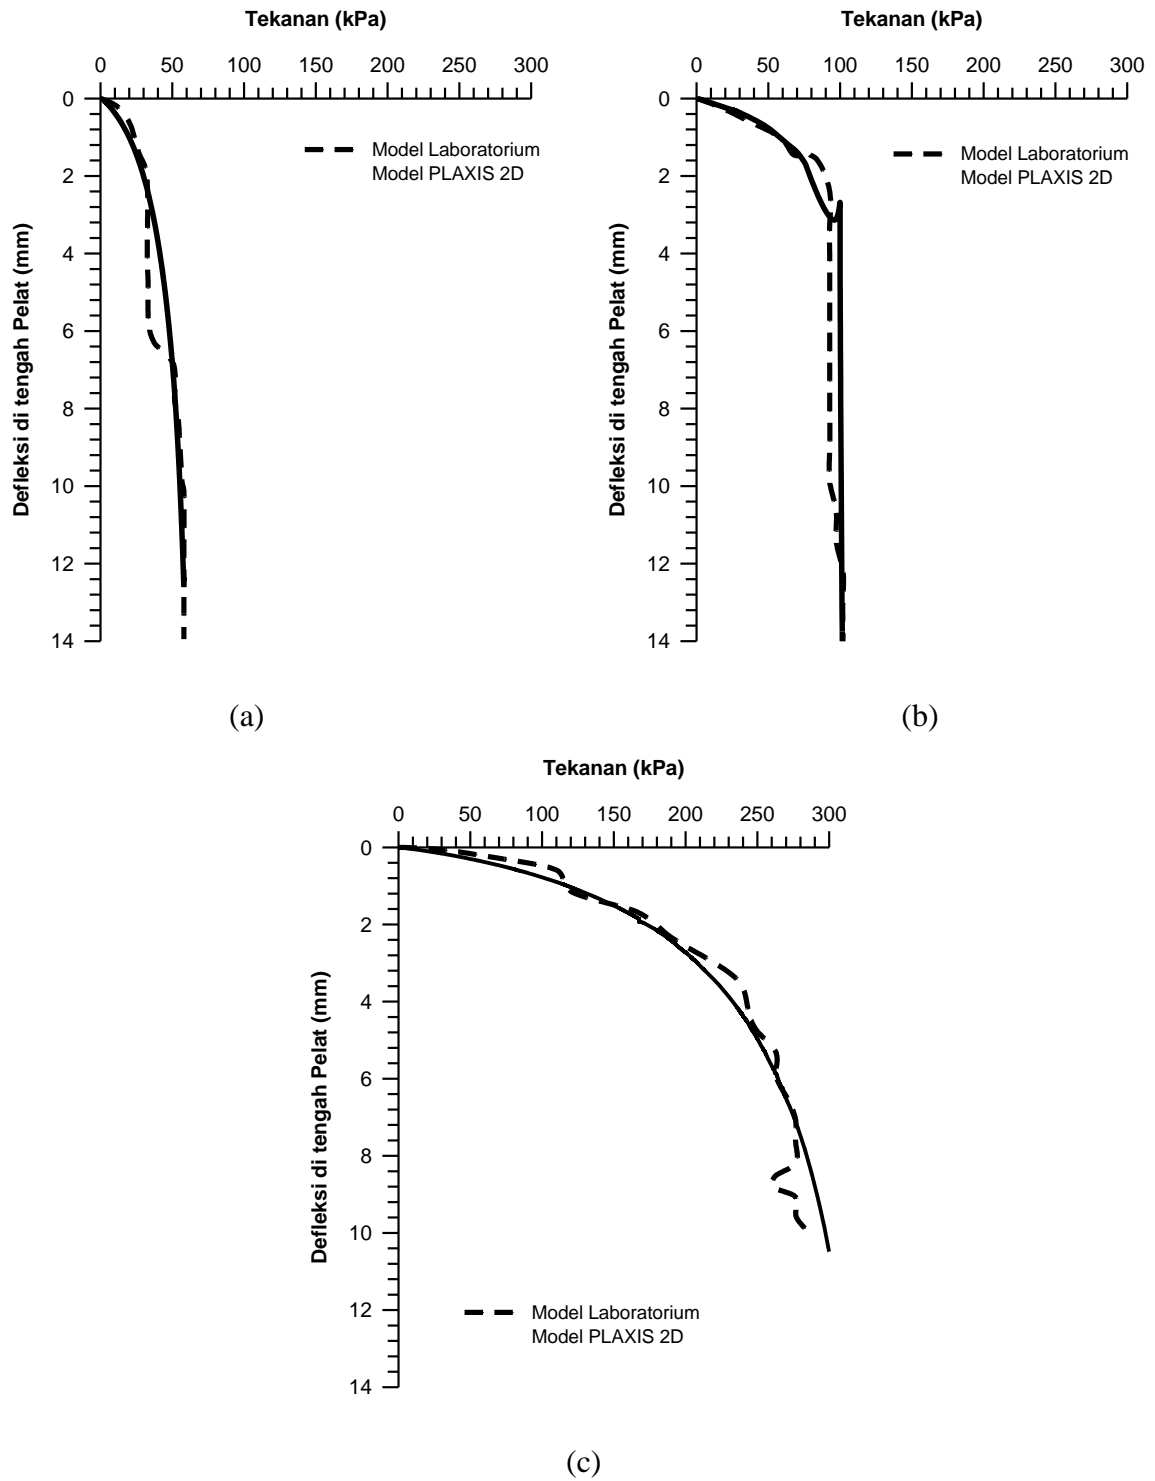 Tekanan (kPa)
0 50 100 150 200 250 300
0
2
4
6
8
10
12
14
Defleksi di tengah Pelat (mm)
Model Laboratorium
Model PLAXIS 2D
(a)
Tekanan (kPa)
0 50 100 150 200 250 300
0
2
4
6
8
10
12
14
Defleksi di tengah Pelat (mm)
Model Laboratorium
Model PLAXIS 2D
(b)
Tekanan (kPa)
0 50 100 150 200 250 300
0
2
4
6
8
10
12
14
Defleksi di tengah Pelat (mm)
Model Laboratorium
Model PLAXIS 2D
(c)